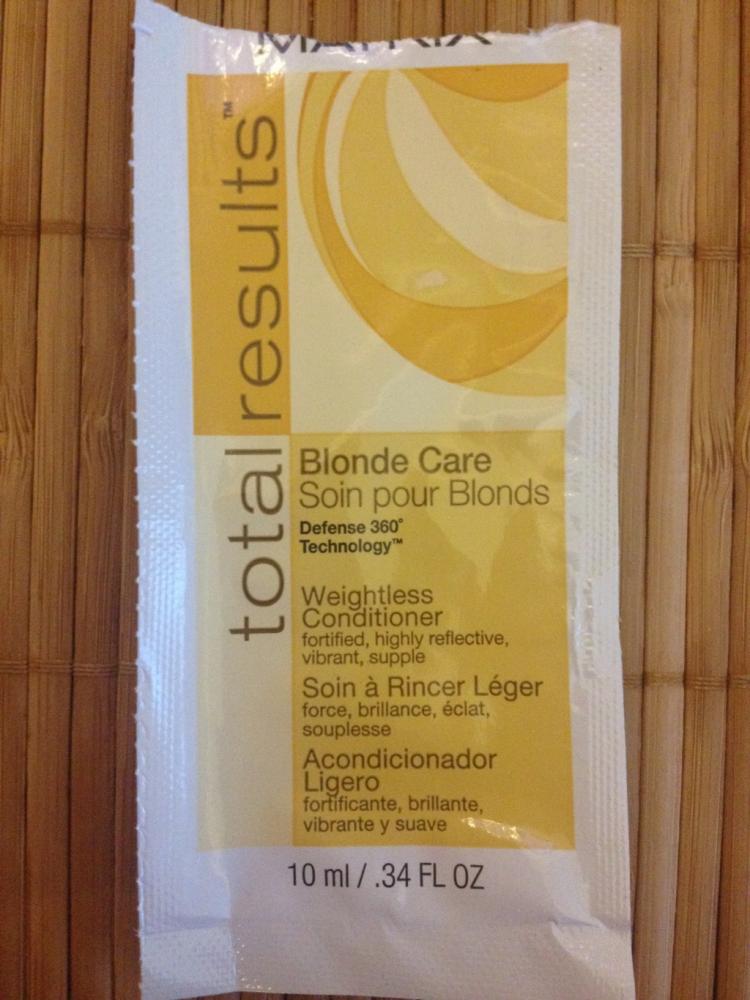 MATRIX
total results™
Blonde Care
Soin pour Blonds
Defense 360°
Technology™
Weightless
Conditioner
fortified, highly reflective,
vibrant, supple
Soin à Rincer Léger
force, brillance, éclat,
souplesse
Acondicionador
Ligero
fortificante, brillante,
vibrante y suave
10 ml / .34 FL OZ